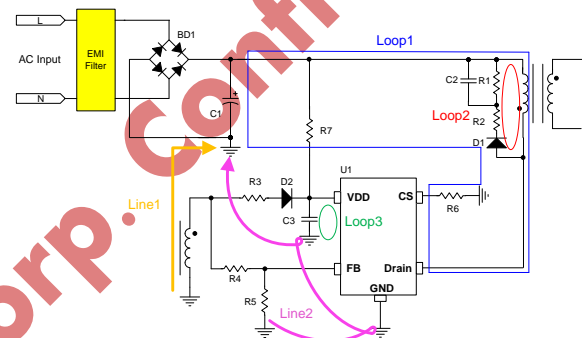 L
BD1
Loop1
AC Input
EMI
Filter
N
C1
+
R7
C2
R1
Loop2
R2
D1
U1
Line1
R3
D2
VDD
CS
R6
C3
Loop3
FB
Drain
GND
R4
R5
Line2
Corp. Conf